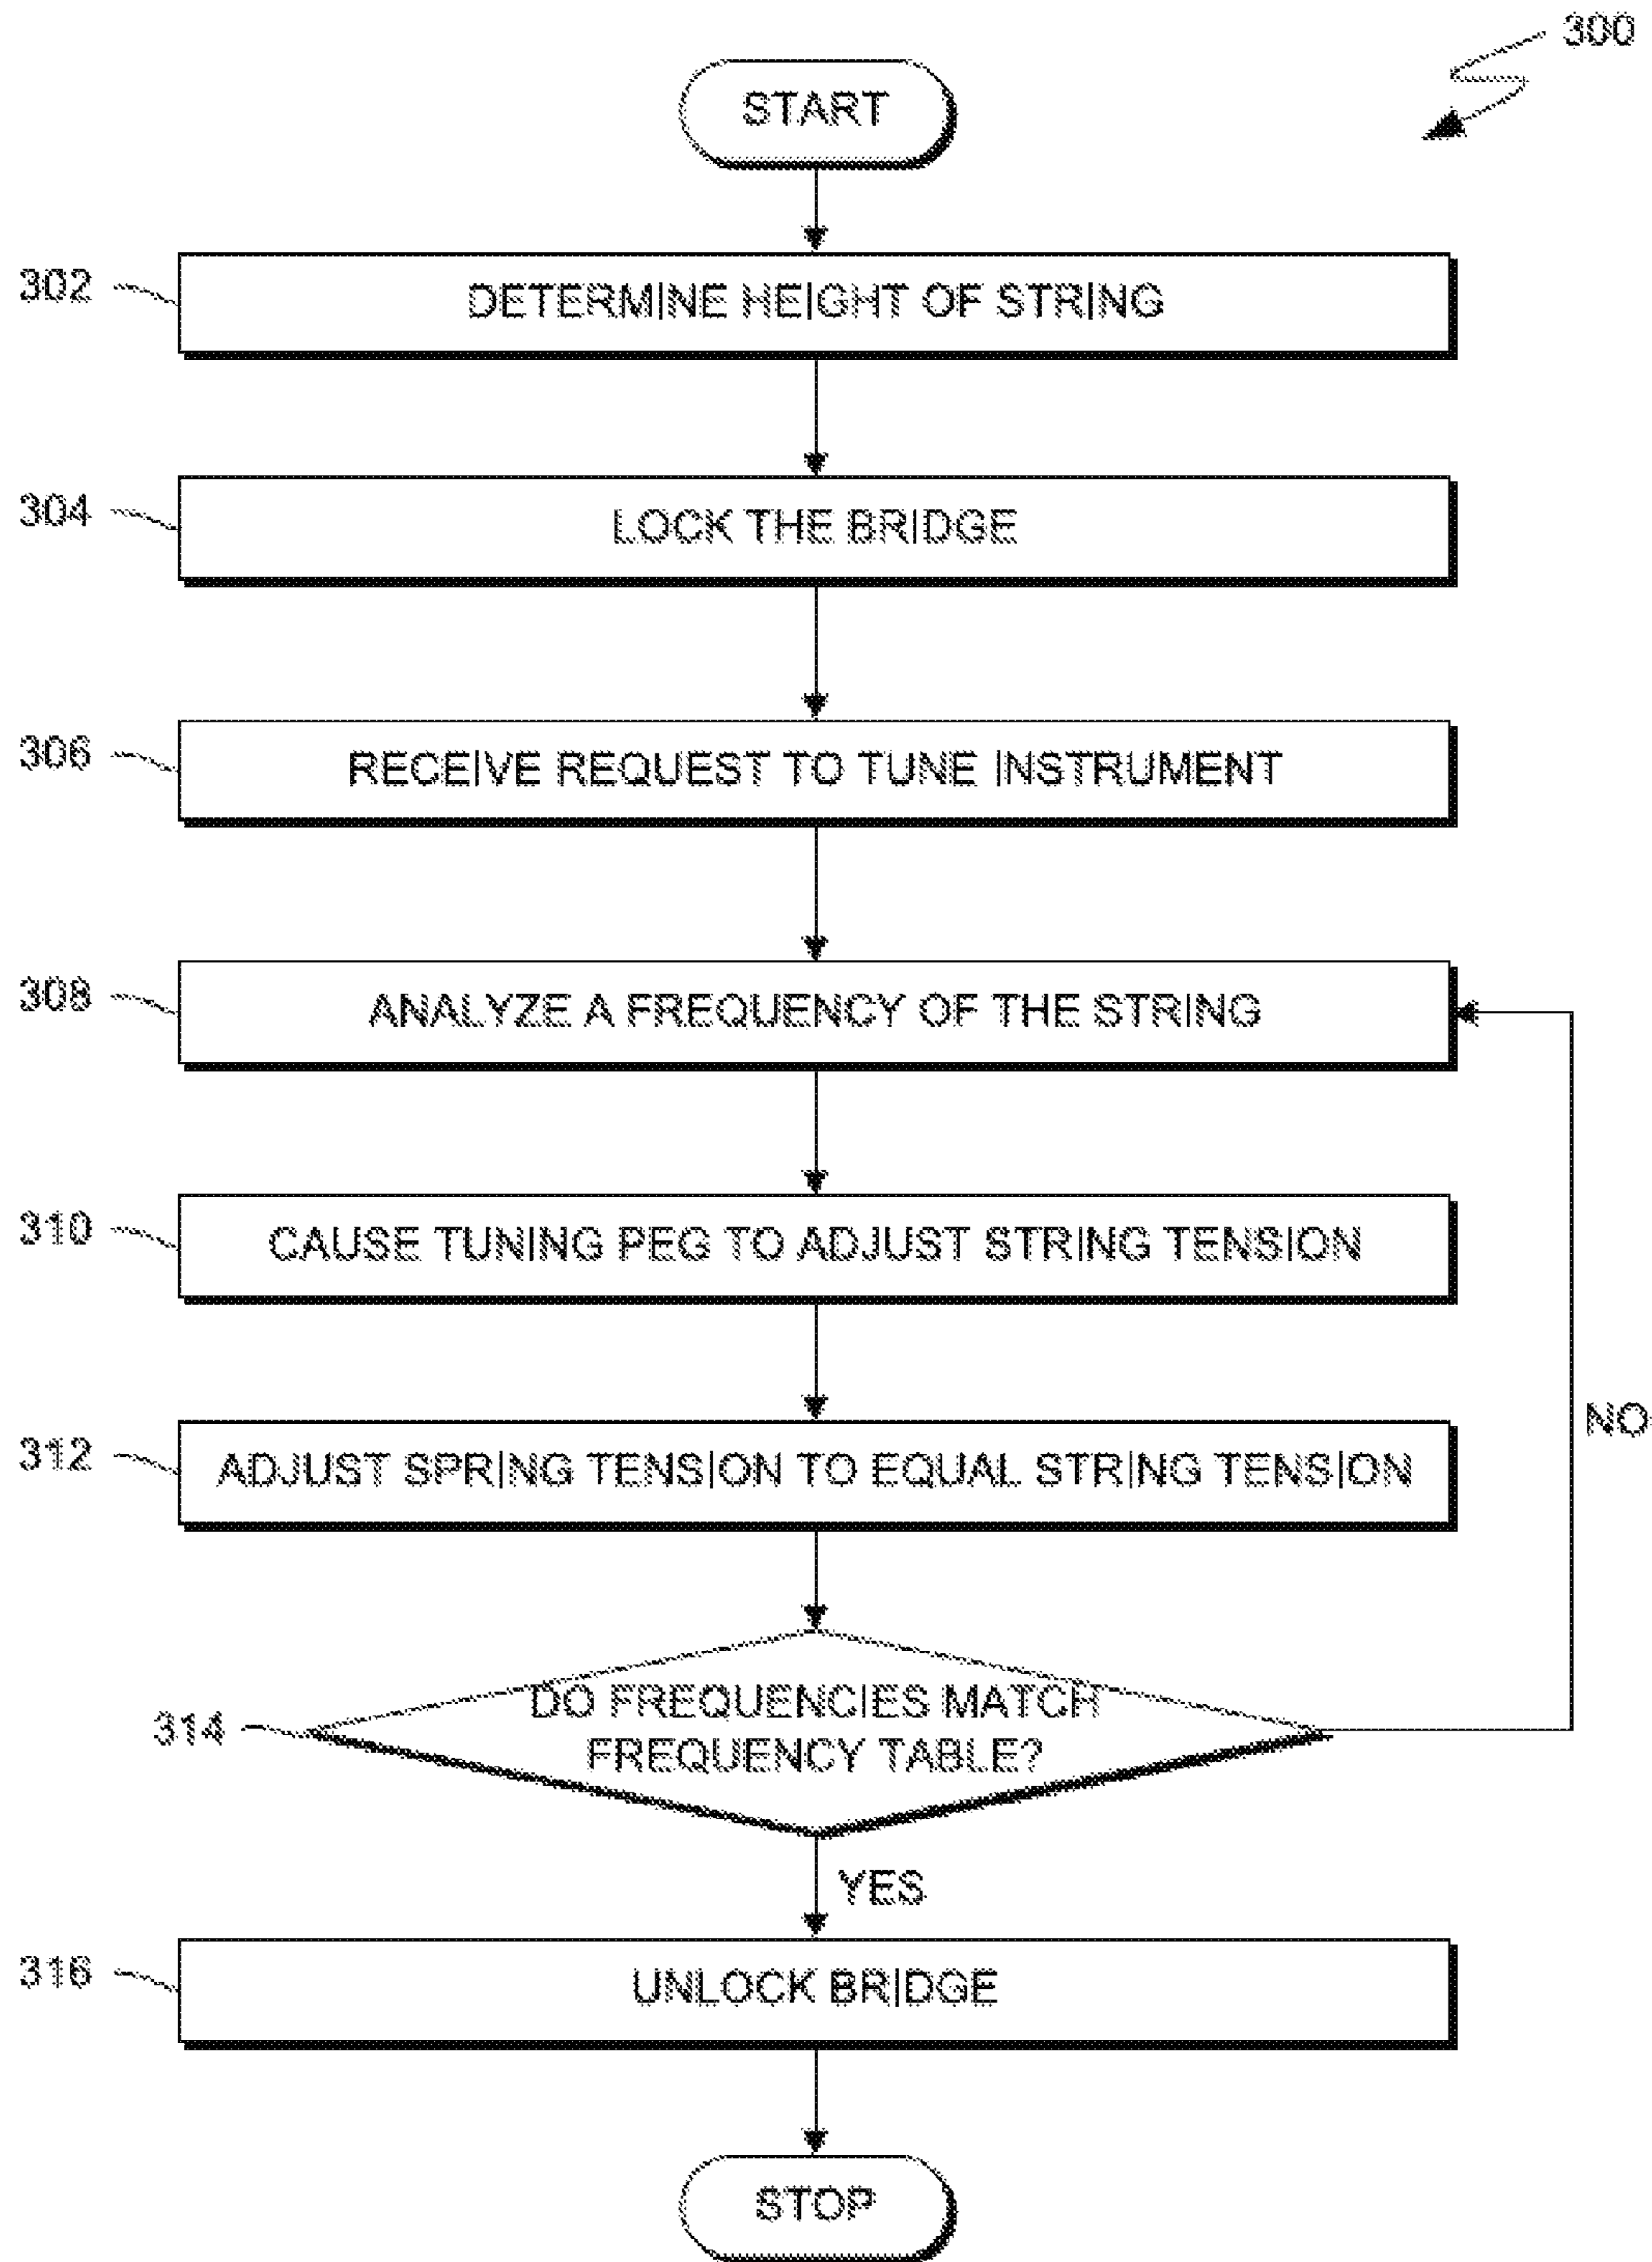 300
START
302
DETERMINE HEIGHT OF STRING
304
LOCK THE BRIDGE
306
RECEIVE REQUEST TO TUNE INSTRUMENT
308
ANALYZE A FREQUENCY OF THE STRING
310
CAUSE TUNING PEG TO ADJUST STRING TENSION
312
ADJUST SPRING TENSION TO EQUAL STRING TENSION
NO
314
DO FREQUENCIES MATCH
FREQUENCY TABLE?
YES
316
UNLOCK BRIDGE
STOP